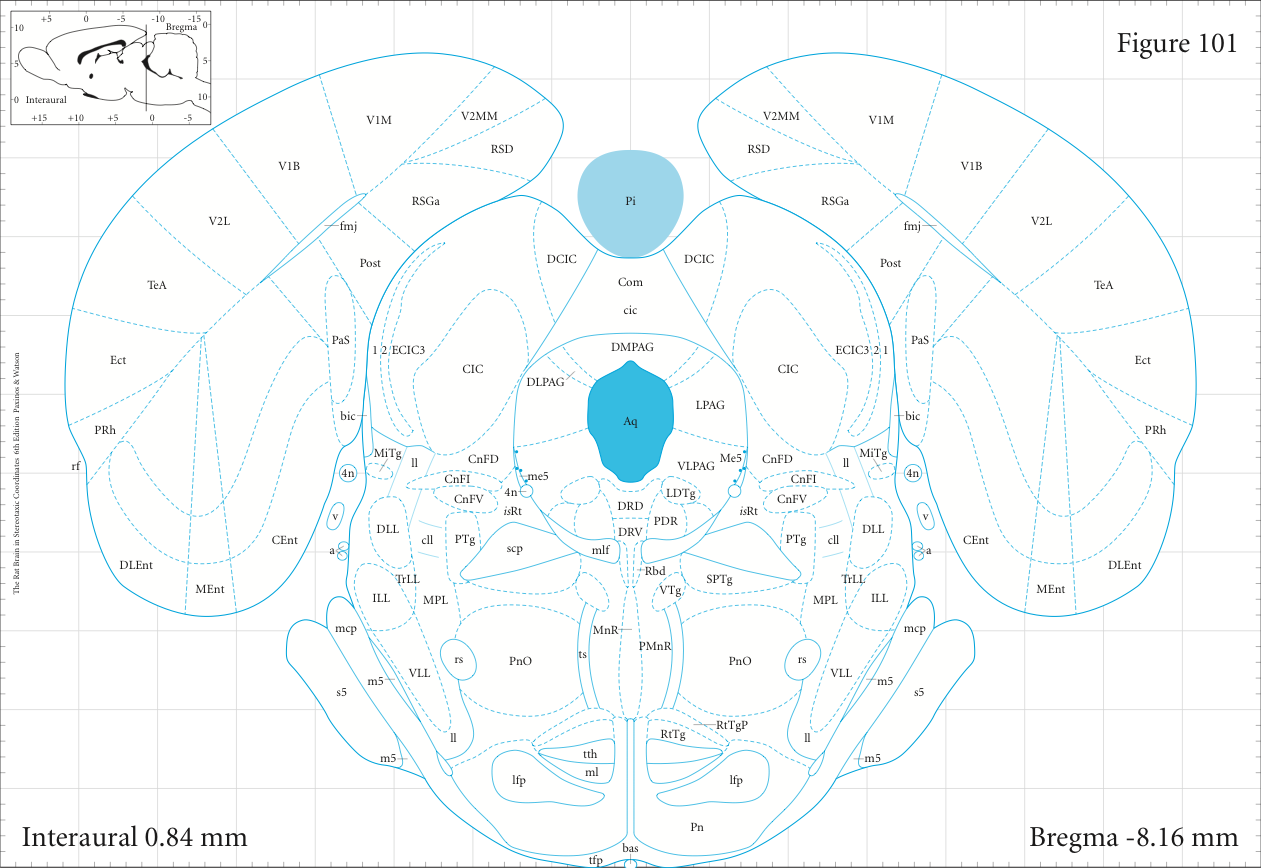 +5 0 -5 -10 -15
Bregma
0
10
5
5
10
0
Interaural
+15 +10 +5 0 -5
Figure 101
V1M V2MM V2MM V1M
RSD RSD
V1B V1B
RSGa Pi RSGa
V2L fmj fmj V2L
Post DCIC DCIC Post
TeA Com TeA
cic
PaS DMPAG PaS
Ect 1 2 ECIC3 ECIC3 2 1 Ect
CIC CIC
DLPAG
LPAG
bic Aq bic
PRh PRh
MiTg ll CnFD VLPAG Me5 CnFD ll MiTg
rf
4n CnFI me5 CnFI 4n
CnFV 4n LDTg CnFV
v isRt DRD isRt v
DLL cll PTg DRV PDR PTg cll DLL
CEnt CEnt
a scp mlf a
DLEnt TrLL Rbd SPTg TrLL DLEnt
MEnt ILL MPL VTg MPL ILL MEnt
mcp MnR mcp
PMnR
ts
VLL rs PnO PnO rs VLL
m5 m5
s5 s5
RtTgP
ll RtTg ll
m5 tth m5
ml
lfp lfp
Pn
bas
tfp
Interaural 0.84 mm
Bregma -8.16 mm
The Rat Brain in Stereotaxic Coordinates 6th Edition Paxinos & Watson